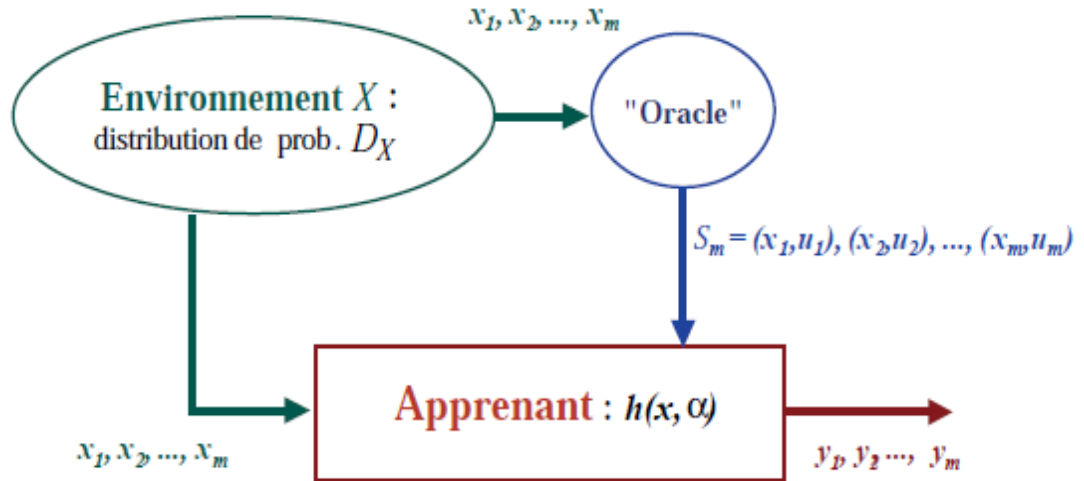 x₁, x₂, ..., xₘ
Environnement X :
distribution de prob. D_X
"Oracle"
Sₘ = (x₁,u₁), (x₂,u₂), ..., (xₘ,uₘ)
Apprenant : h(x, α)
x₁, x₂, ..., xₘ
y₁, y₂ ..., yₘ